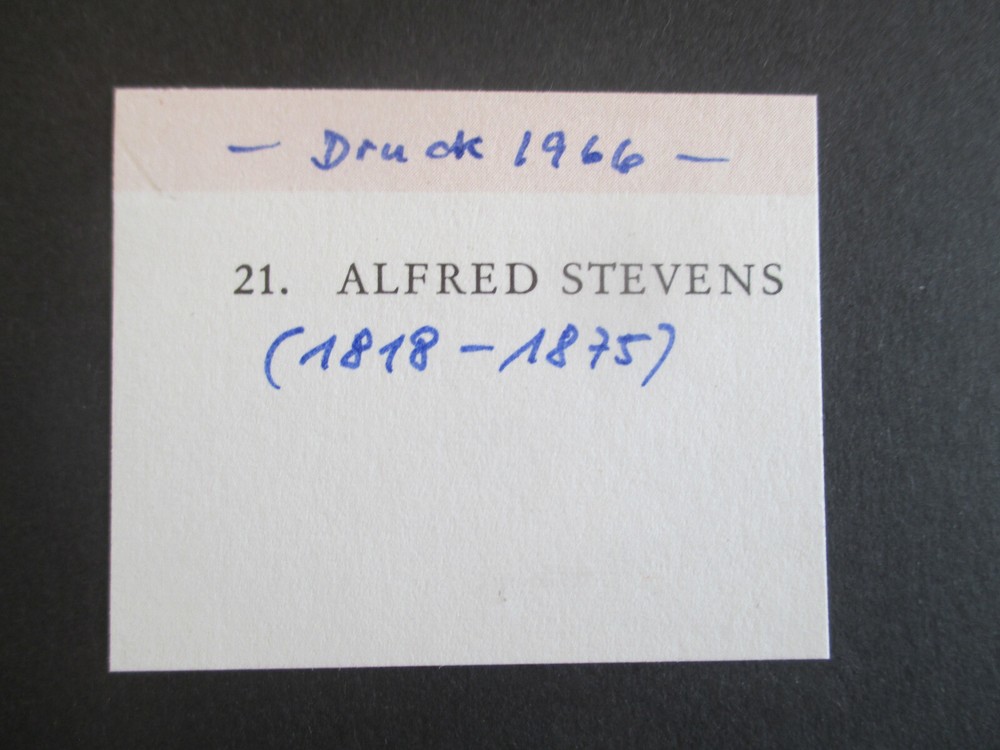 — Druck 1966 —
21. ALFRED STEVENS
(1818 – 1875)